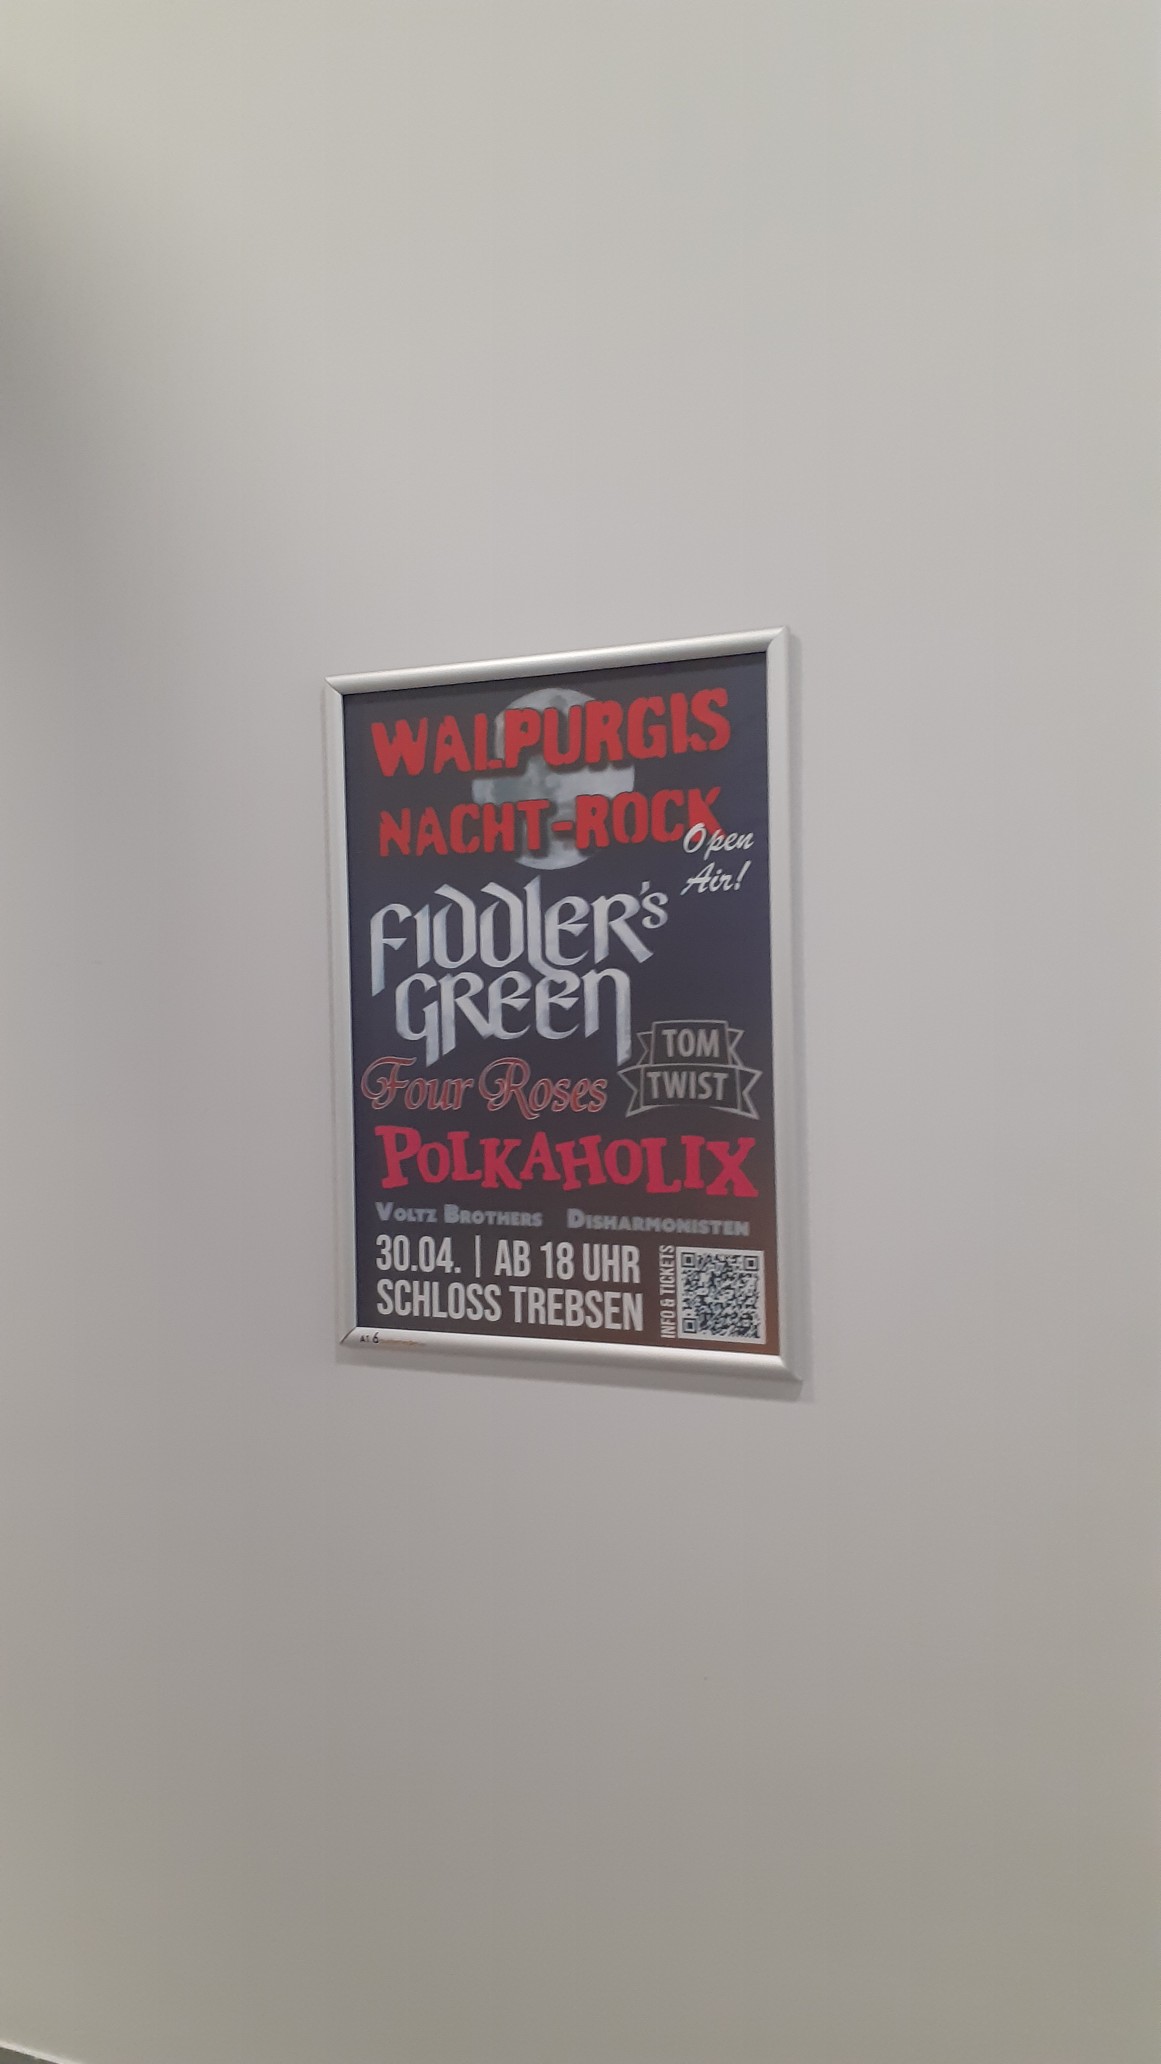 WALPURGIS
NACHT-ROCK
Open
Air!
FIDDLER'S
GREEN
TOM
TWIST
Four Roses
POLKAHOLIX
VOLTZ BROTHERS DISHARMONISTEN
30.04. | AB 18 UHR
SCHLOSS TREBSEN
INFO & TICKETS